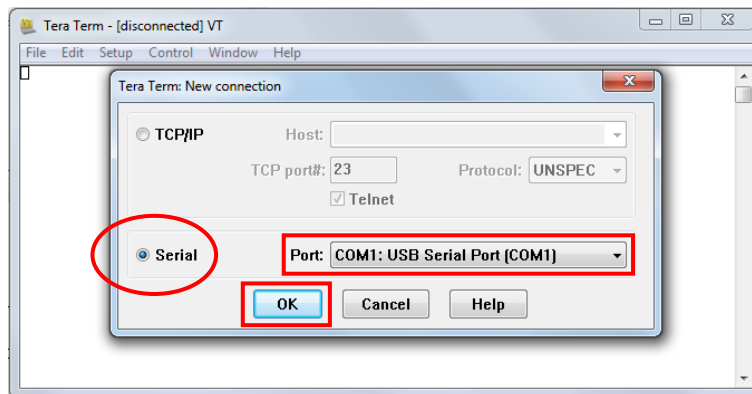 Tera Term - [disconnected] VT
File Edit Setup Control Window Help
Tera Term: New connection
TCP/IP
Host:
TCP port#: 23
Protocol: UNSPEC
Telnet
Serial
Port: COM1: USB Serial Port (COM1)
OK Cancel Help